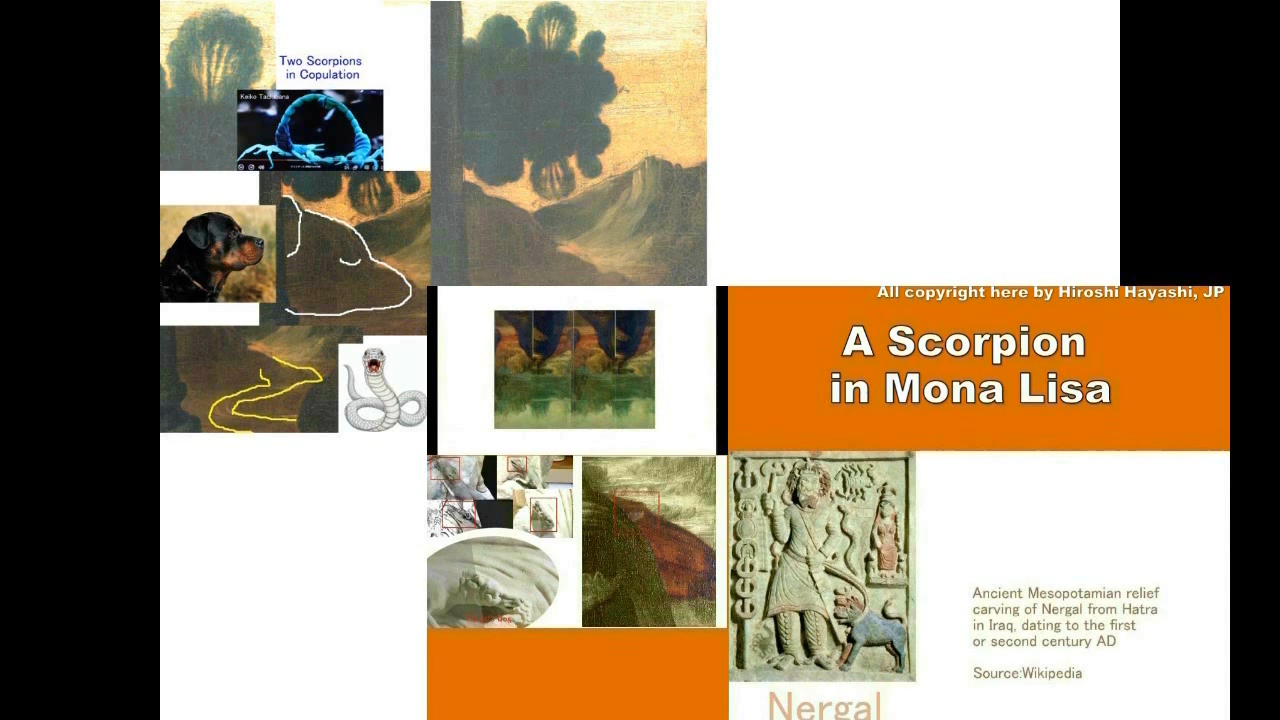 Two Scorpions
in Copulation
Keiko Tachibana
All copyright here by Hiroshi Hayashi, JP
A Scorpion
in Mona Lisa
Ancient Mesopotamian relief
carving of Nergal from Hatra
in Iraq, dating to the first
or second century AD
Source:Wikipedia
Nergal